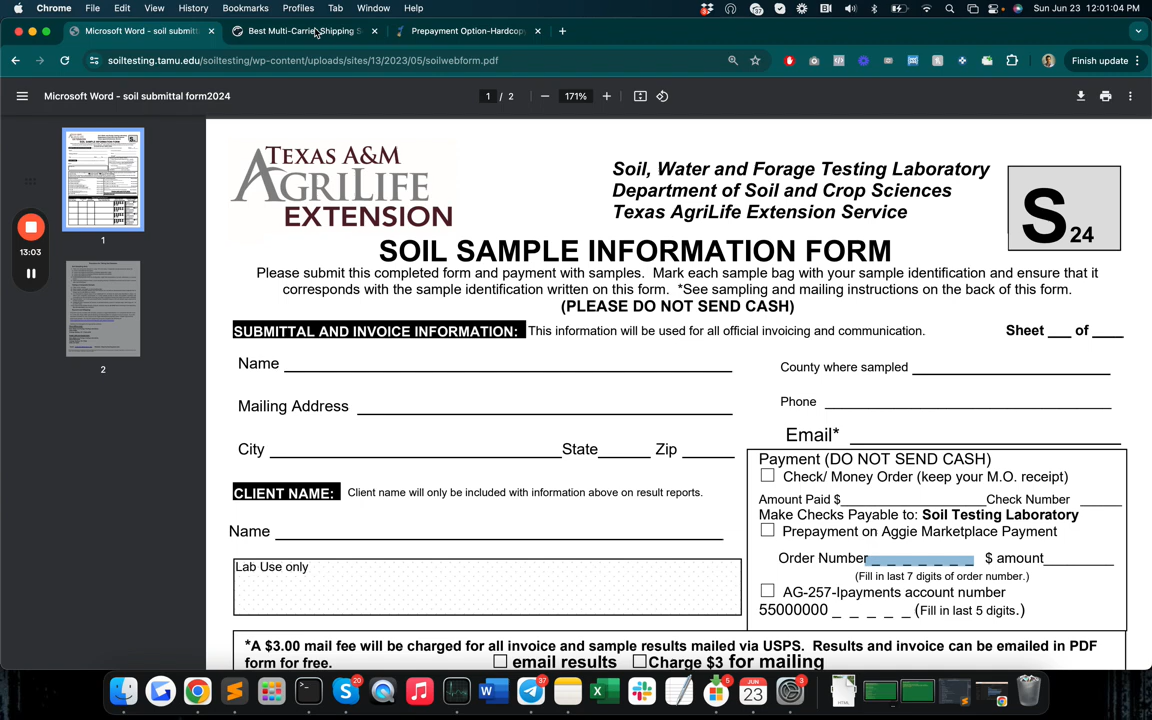 Chrome File Edit View History Bookmarks Profiles Tab Window Help
20 Sun Jun 23 12:01:04 PM
Microsoft Word - soil submitt
Best Multi-Carrie Shipping S
Prepayment Option-Hardcopy
soiltesting.tamu.edu/soiltesting/wp-content/uploads/sites/13/2023/05/soilwebform.pdf
Finish update
Microsoft Word - soil submittal form2024
1 / 2
171%
1
2
13:03
TEXAS A&M
AGRILIFE
EXTENSION
Soil, Water and Forage Testing Laboratory
Department of Soil and Crop Sciences
Texas AgriLife Extension Service
S24
SOIL SAMPLE INFORMATION FORM
Please submit this completed form and payment with samples. Mark each sample bag with your sample identification and ensure that it
corresponds with the sample identification written on this form. *See sampling and mailing instructions on the back of this form.
(PLEASE DO NOT SEND CASH)
SUBMITTAL AND INVOICE INFORMATION: This information will be used for all official invoicing and communication. Sheet ___ of ____
Name
County where sampled
Mailing Address
Phone
Email*
City State Zip
Payment (DO NOT SEND CASH)
Check/ Money Order (keep your M.O. receipt)
CLIENT NAME: Client name will only be included with information above on result reports.
Amount Paid $ Check Number
Make Checks Payable to: Soil Testing Laboratory
Name
Prepayment on Aggie Marketplace Payment
Order Number_ _ _ _ _ _ _ $ amount
(Fill in last 7 digits of order number.)
Lab Use only
AG-257-Ipayments account number
55000000 _ _ _ _ _ (Fill in last 5 digits.)
*A $3.00 mail fee will be charged for all invoice and sample results mailed via USPS. Results and invoice can be emailed in PDF
form for free. email results Charge $3 for mailing
20
10
5
JUN
23
3
HTML